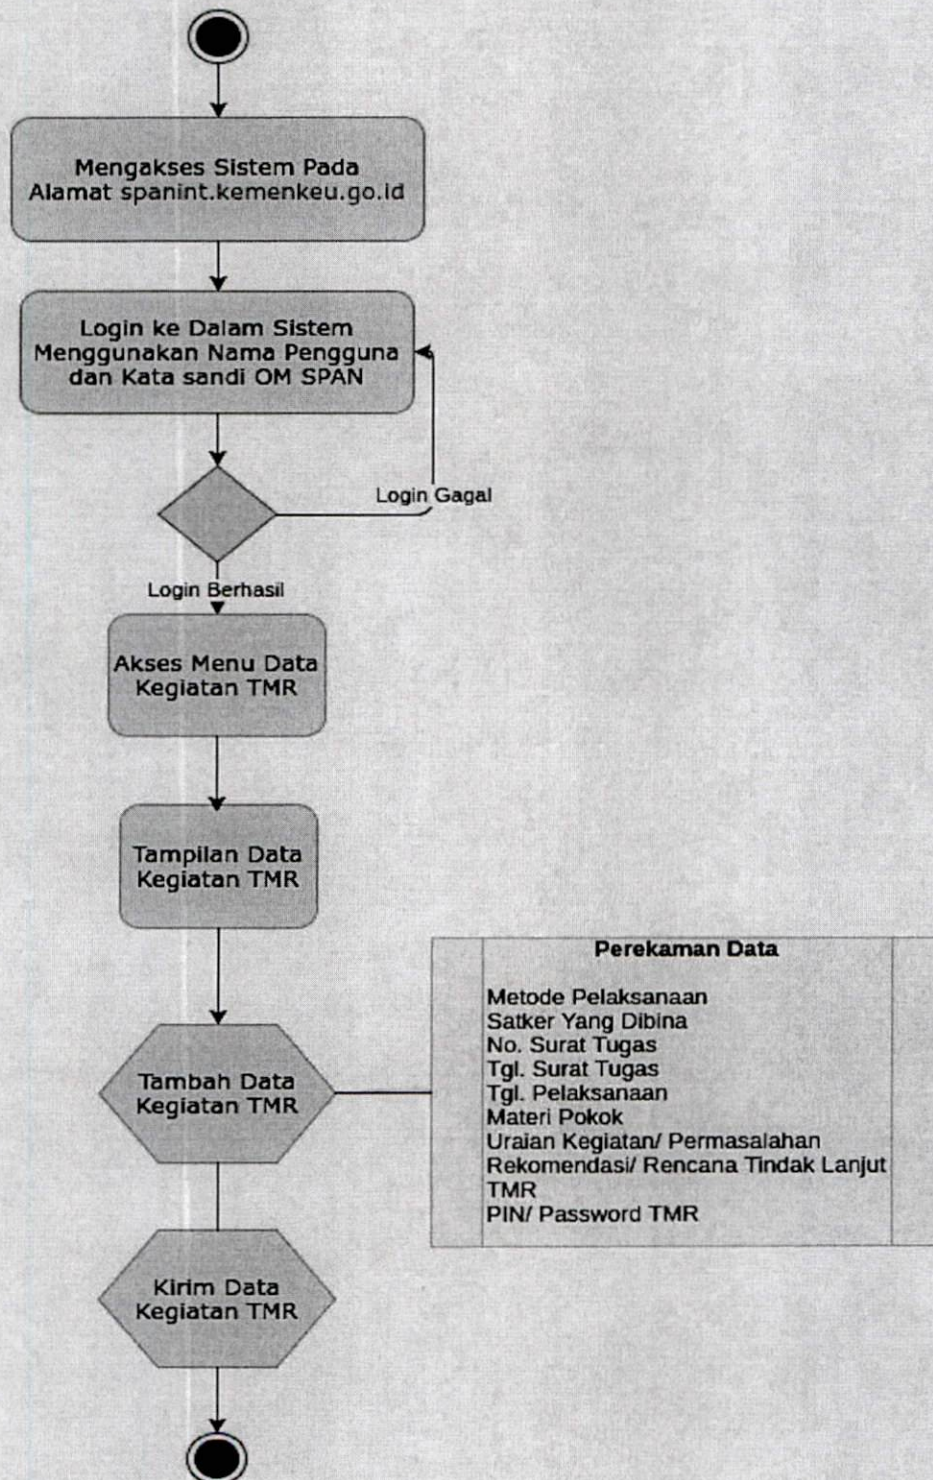 Mengakses Sistem Pada
Alamat spanint.kemenkeu.go.id
Login ke Dalam Sistem
Menggunakan Nama Pengguna
dan Kata sandi OM SPAN
Login Gagal
Login Berhasil
Akses Menu Data
Kegiatan TMR
Tampilan Data
Kegiatan TMR
Tambah Data
Kegiatan TMR
Perekaman Data
Metode Pelaksanaan
Satker Yang Dibina
No. Surat Tugas
Tgl. Surat Tugas
Tgl. Pelaksanaan
Materi Pokok
Uraian Kegiatan/ Permasalahan
Rekomendasi/ Rencana Tindak Lanjut
TMR
PIN/ Password TMR
Kirim Data
Kegiatan TMR